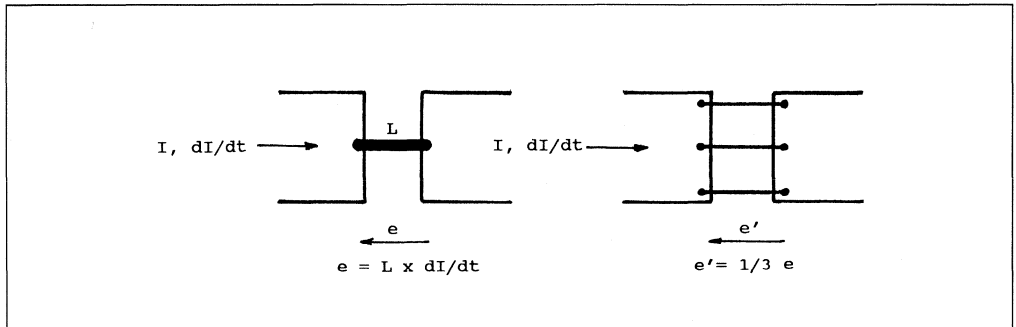 L
I, dI/dt
I, dI/dt
e
e = L x dI/dt
e'
e'= 1/3 e